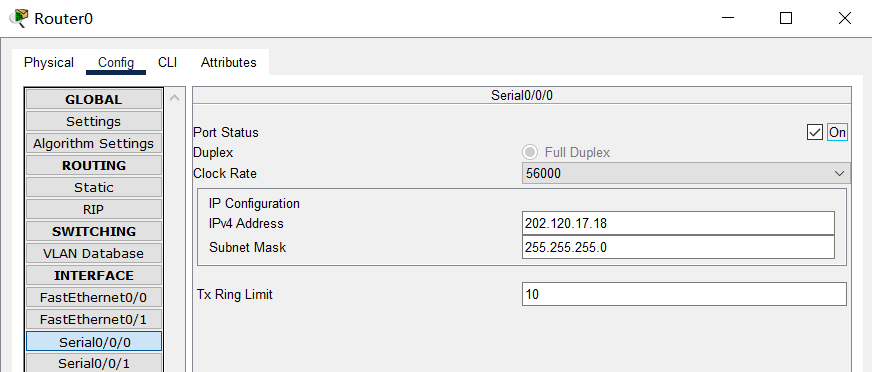 Router0
Physical Config CLI Attributes
GLOBAL
Settings
Algorithm Settings
ROUTING
Static
RIP
SWITCHING
VLAN Database
INTERFACE
FastEthernet0/0
FastEthernet0/1
Serial0/0/0
Serial0/0/1
Serial0/0/0
Port Status On
Duplex Full Duplex
Clock Rate 56000
IP Configuration
IPv4 Address 202.120.17.18
Subnet Mask 255.255.255.0
Tx Ring Limit 10